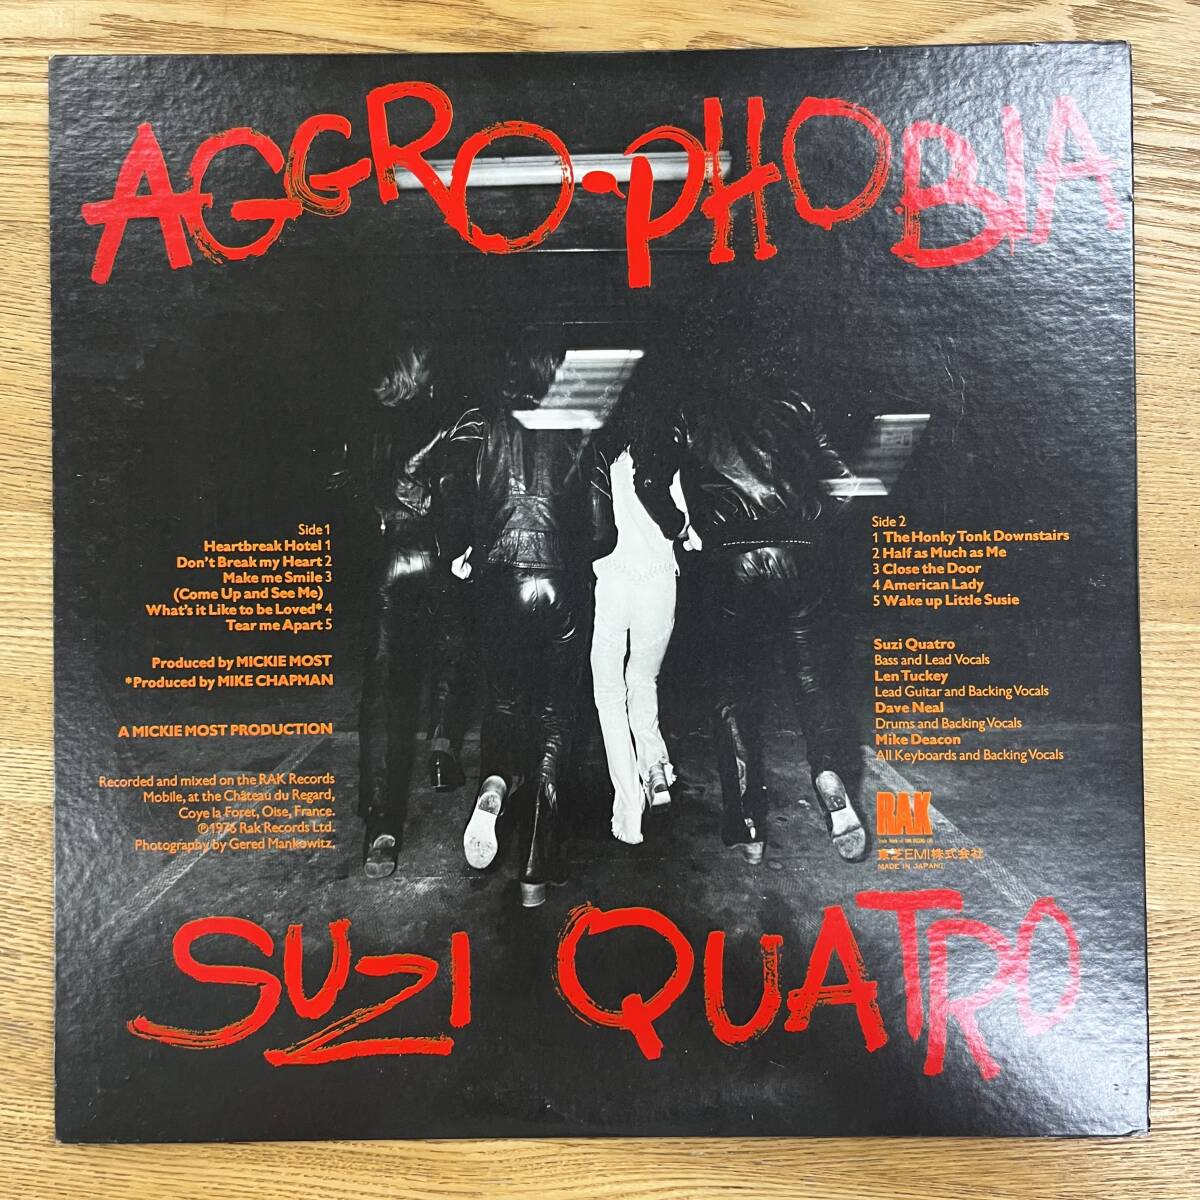 AGGRO-PHOBIA
Side 1
Heartbreak Hotel 1
Don't Break my Heart 2
Make me Smile 3
(Come Up and See Me)
What's it Like to be Loved* 4
Tear me Apart 5
Produced by MICKIE MOST
*Produced by MIKE CHAPMAN
A MICKIE MOST PRODUCTION
Recorded and mixed on the RAK Records
Mobile, at the Château du Regard,
Coye la Foret, Oise, France.
℗1976 Rak Records Ltd.
Photography by Gered Mankowitz.
Side 2
1 The Honky Tonk Downstairs
2 Half as Much as Me
3 Close the Door
4 American Lady
5 Wake up Little Susie
Suzi Quatro
Bass and Lead Vocals
Len Tuckey
Lead Guitar and Backing Vocals
Dave Neal
Drums and Backing Vocals
Mike Deacon
All Keyboards and Backing Vocals
RAK
東芝EMI株式会社
MADE IN JAPAN
SUZI QUATRO